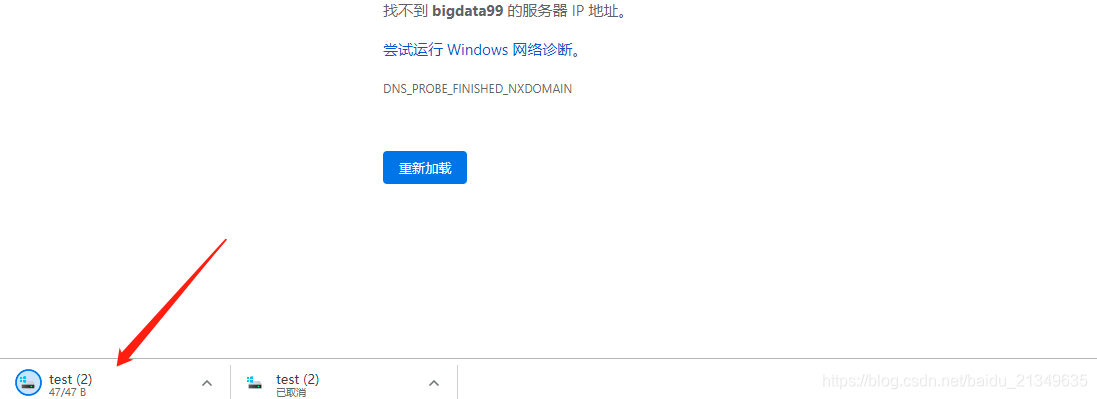 找不到 bigdata99 的服务器 IP 地址。
尝试运行 Windows 网络诊断。
DNS_PROBE_FINISHED_NXDOMAIN
重新加载
test (2)
47/47 B
test (2)
已取消
https://blog.csdn.net/baidu_21349635